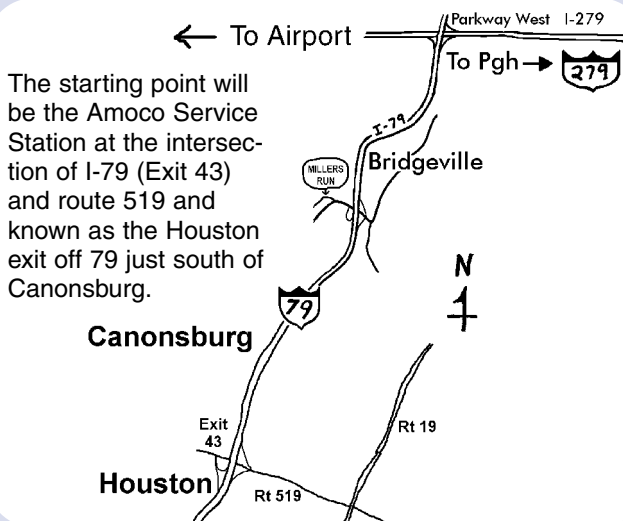 Parkway West I-279
To Airport
To Pgh
279
The starting point will
be the Amoco Service
Station at the intersec-
tion of I-79 (Exit 43)
and route 519 and
known as the Houston
exit off 79 just south of
Canonsburg.
I-79
Bridgeville
MILLERS
RUN
N
79
Canonsburg
Exit
43
Rt 19
Houston
Rt 519